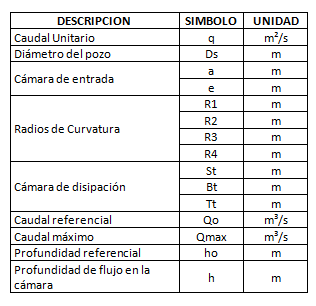 DESCRIPCION SIMBOLO UNIDAD
Caudal Unitario q m²/s
Diámetro del pozo Ds m
Cámara de entrada a m
e m
Radios de Curvatura R1 m
R2 m
R3 m
R4 m
Cámara de disipación St m
Bt m
Tt m
Caudal referencial Qo m³/s
Caudal máximo Qmax m³/s
Profundidad referencial ho m
Profundidad de flujo en la
cámara h m